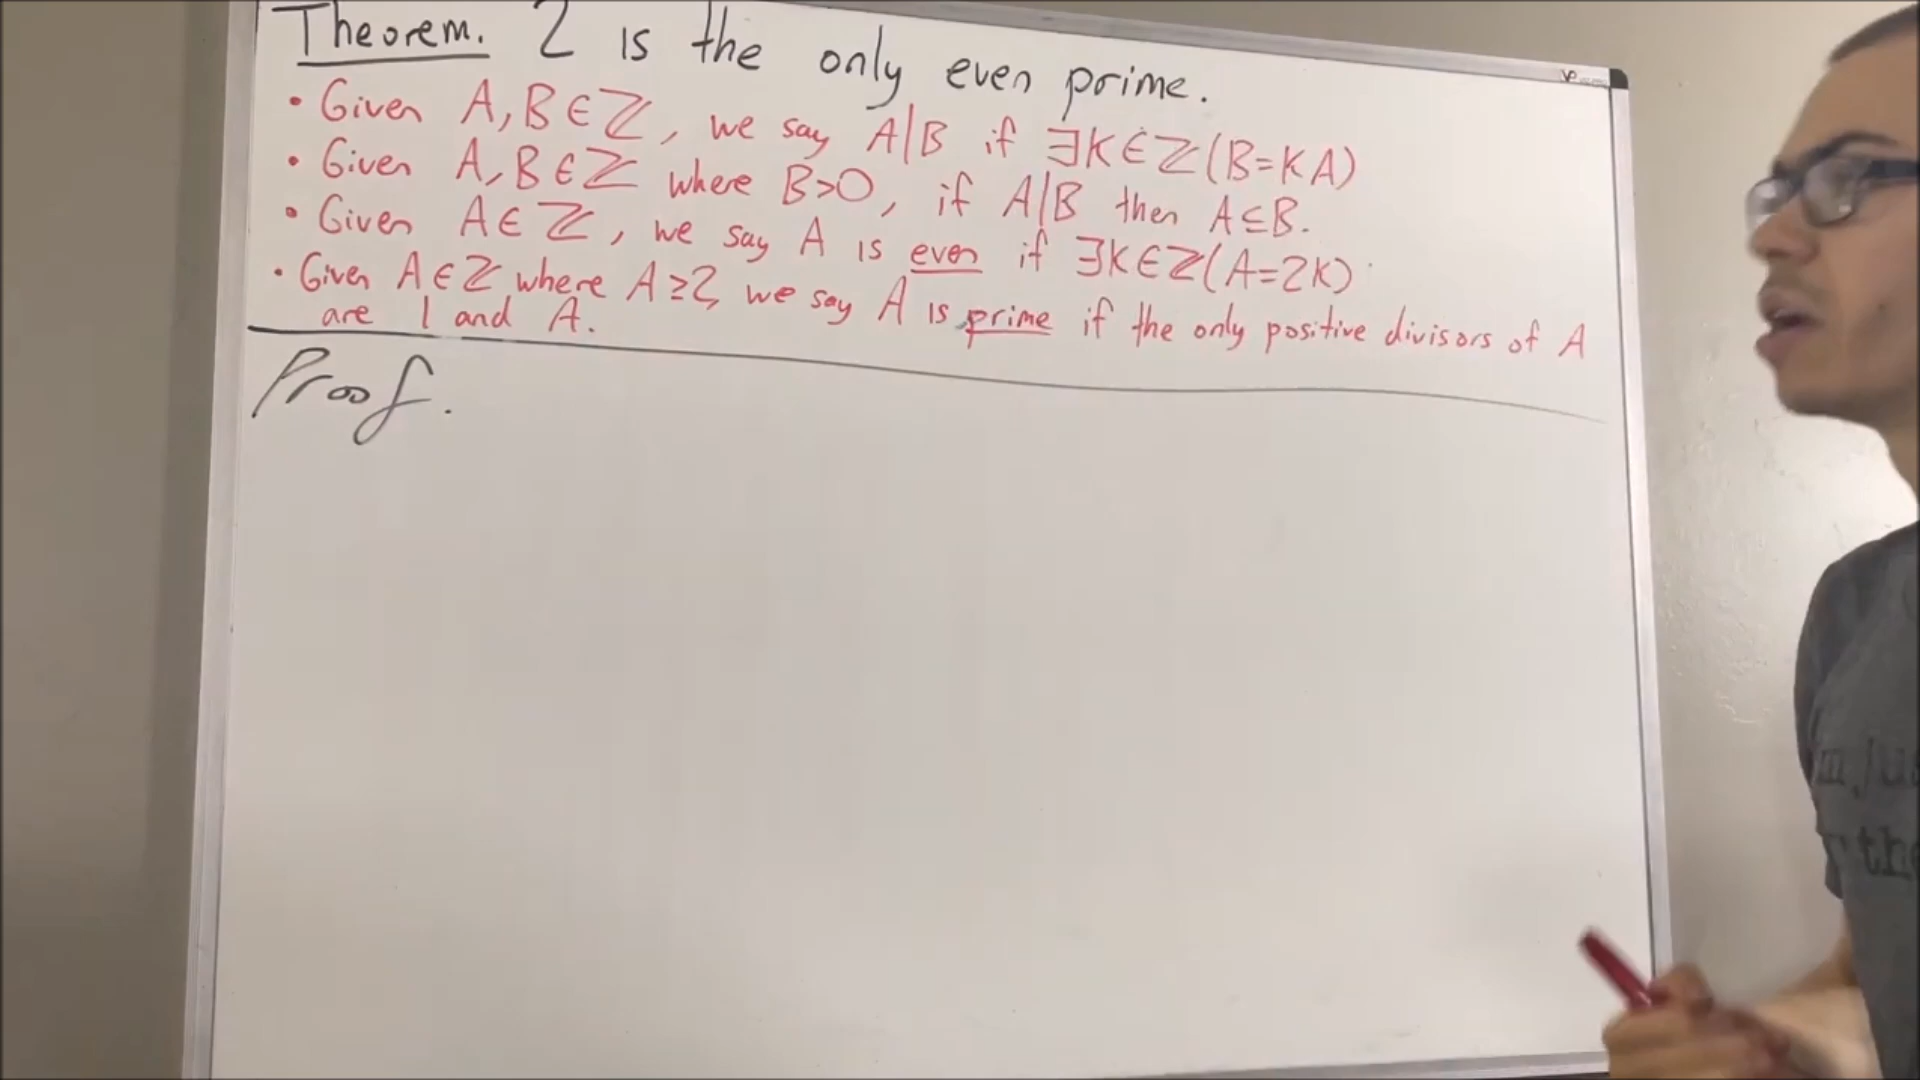 Theorem. 2 is the only even prime.
• Given A, B ∈ ℤ, we say A|B if ∃K∈ℤ(B=KA)
• Given A, B ∈ ℤ where B>0, if A|B then A≤B.
• Given A∈ℤ, we say A is even if ∃K∈ℤ(A=2K)
• Given A∈ℤ where A≥2, we say A is prime if the only positive divisors of A
are 1 and A.
Proof.